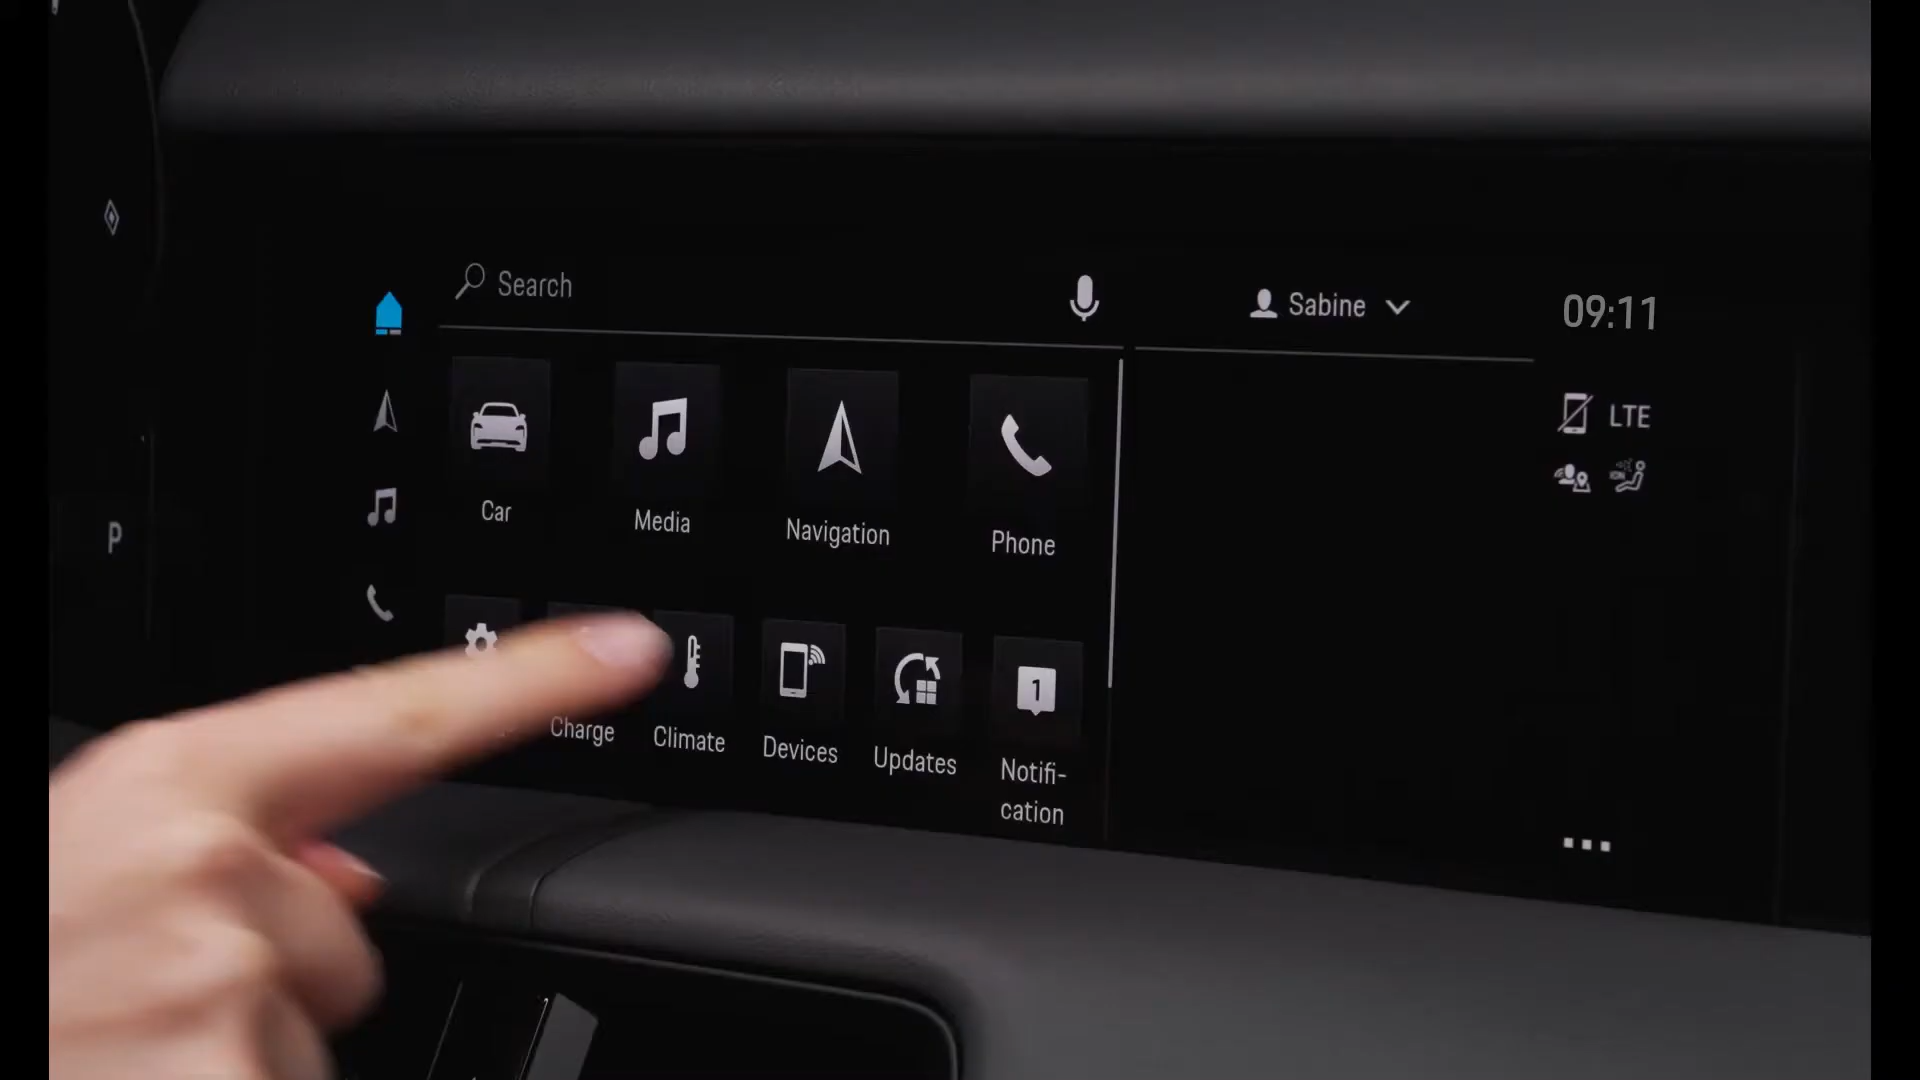 Search
Sabine
09:11
LTE
Car
Media
Navigation
Phone
P
1
Charge
Climate
Devices
Updates
Notifi-
cation